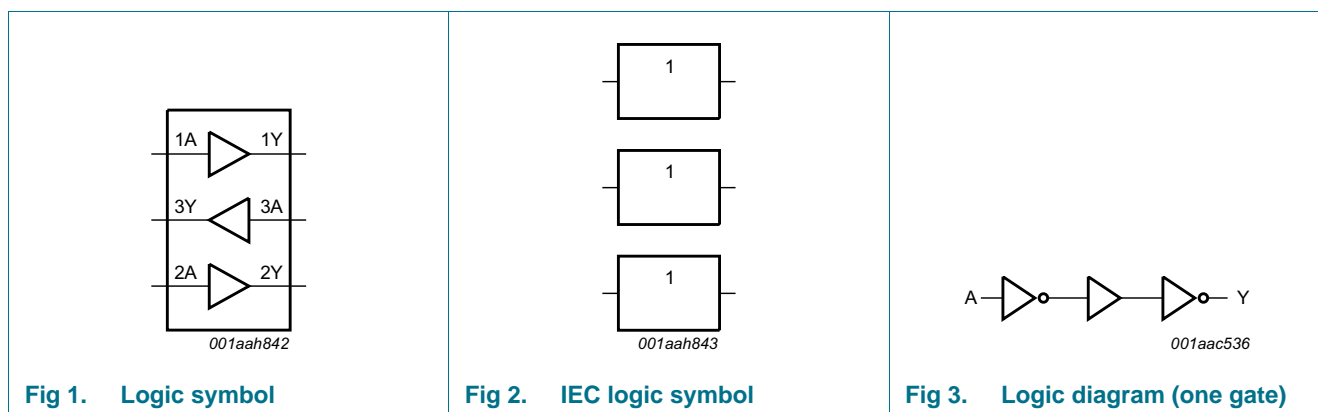 1A 1Y
3Y 3A
2A 2Y
001aah842
Fig 1. Logic symbol
1
1
1
001aah843
Fig 2. IEC logic symbol
A Y
001aac536
Fig 3. Logic diagram (one gate)